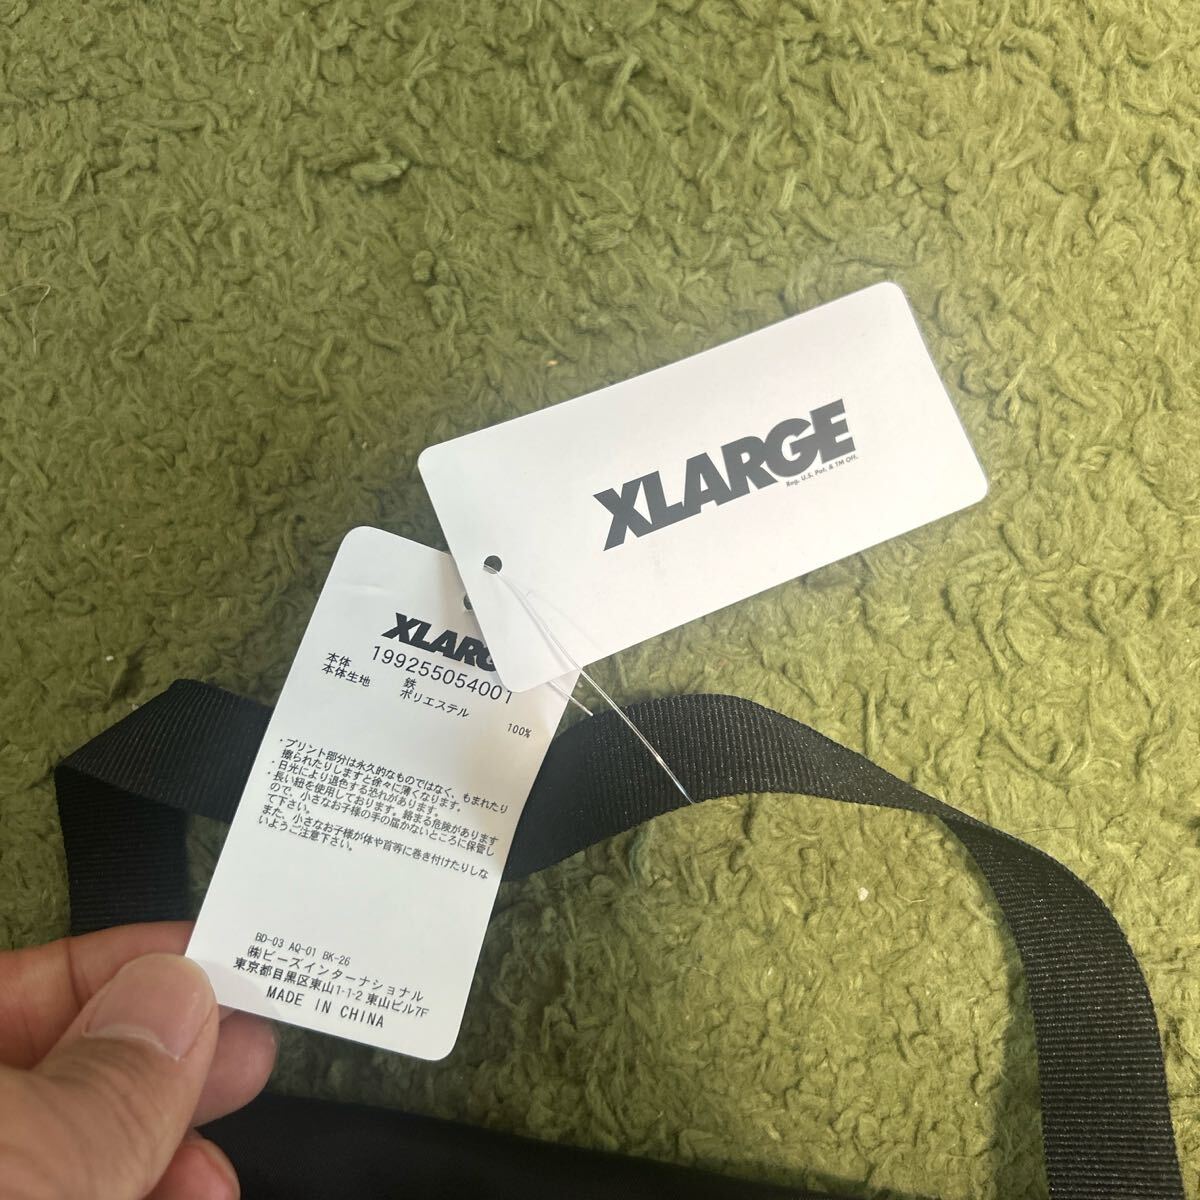 XLARGE
Reg. U.S. Pat. & TM Off.
XLARG
199255054001
本体 鉄
本体生地 ポリエステル 100%
・プリント部分は永久的なものではなく、もまれたり
擦られたりしますと徐々に薄くなります。
・日光により退色する恐れがあります。
・長い紐を使用しております。絡まる危険があります
ので、小さなお子様の手の届かないところに保管し
て下さい。
また、小さなお子様が体や首等に巻き付けたりしな
いようご注意下さい。
BD-03 AQ-01 BK-26
(株)ビーズインターナショナル
東京都目黒区東山1-1-2 東山ビル7F
MADE IN CHINA